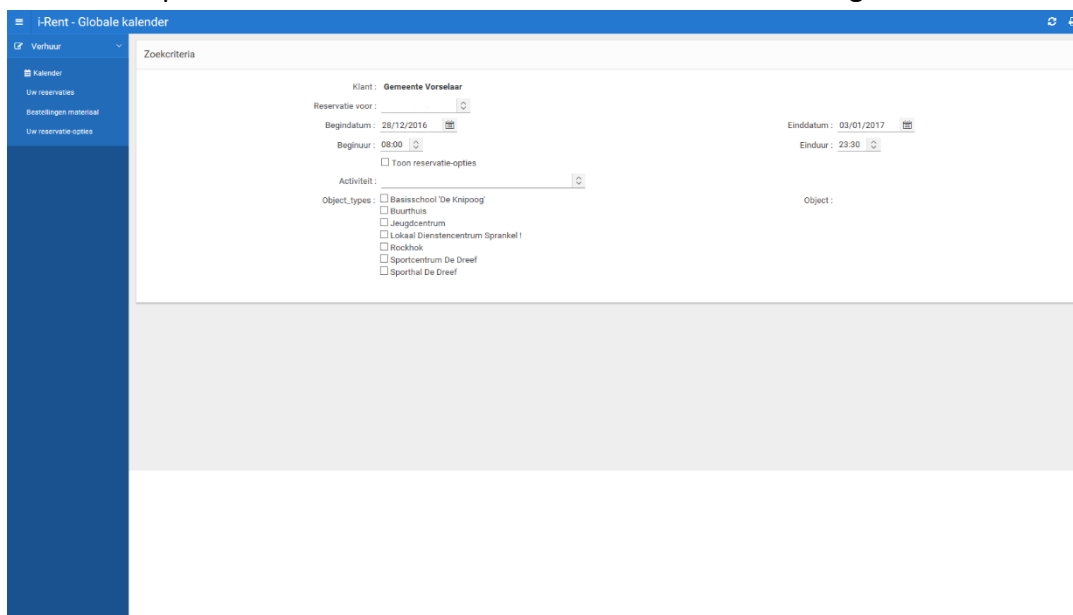 i-Rent - Globale kalender
Verhuur
Kalender
Uw reservaties
Bestellingen materiaal
Uw reservatie-opties
Zoekcriteria
Klant : Gemeente Vorselaar
Reservatie voor :
Begindatum : 28/12/2016 Einddatum : 03/01/2017
Beginuur : 08:00 Einduur : 23:30
Toon reservatie-opties
Activiteit :
Object_types : Basisschool 'De Knipoog' Object :
Buurthuis
Jeugdcentrum
Lokaal Dienstencentrum Sprankel !
Rockhok
Sportcentrum De Dreef
Sporthal De Dreef